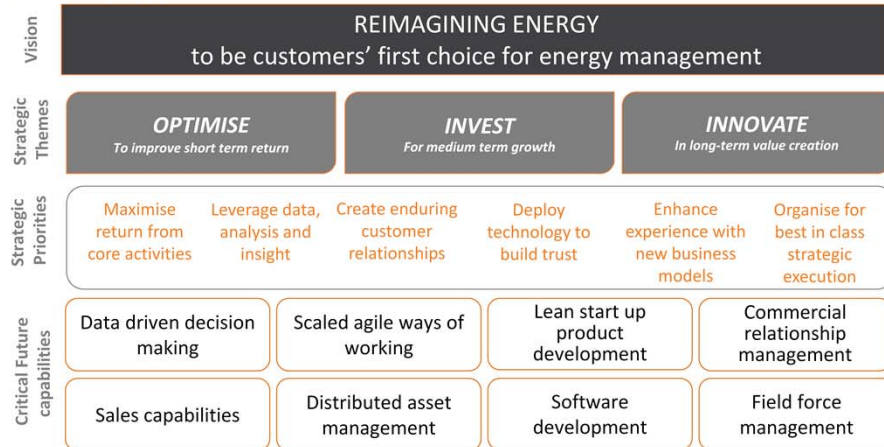 Vision
REIMAGINING ENERGY
to be customers’ first choice for energy management
Strategic
Themes
OPTIMISE
To improve short term return
INVEST
For medium term growth
INNOVATE
In long-term value creation
Strategic
Priorities
Maximise
return from
core activities
Leverage data,
analysis and
insight
Create enduring
customer
relationships
Deploy
technology to
build trust
Enhance
experience with
new business
models
Organise for
best in class
strategic
execution
Critical Future
capabilities
Data driven decision
making
Scaled agile ways of
working
Lean start up
product
development
Commercial
relationship
management
Sales capabilities
Distributed asset
management
Software
development
Field force
management